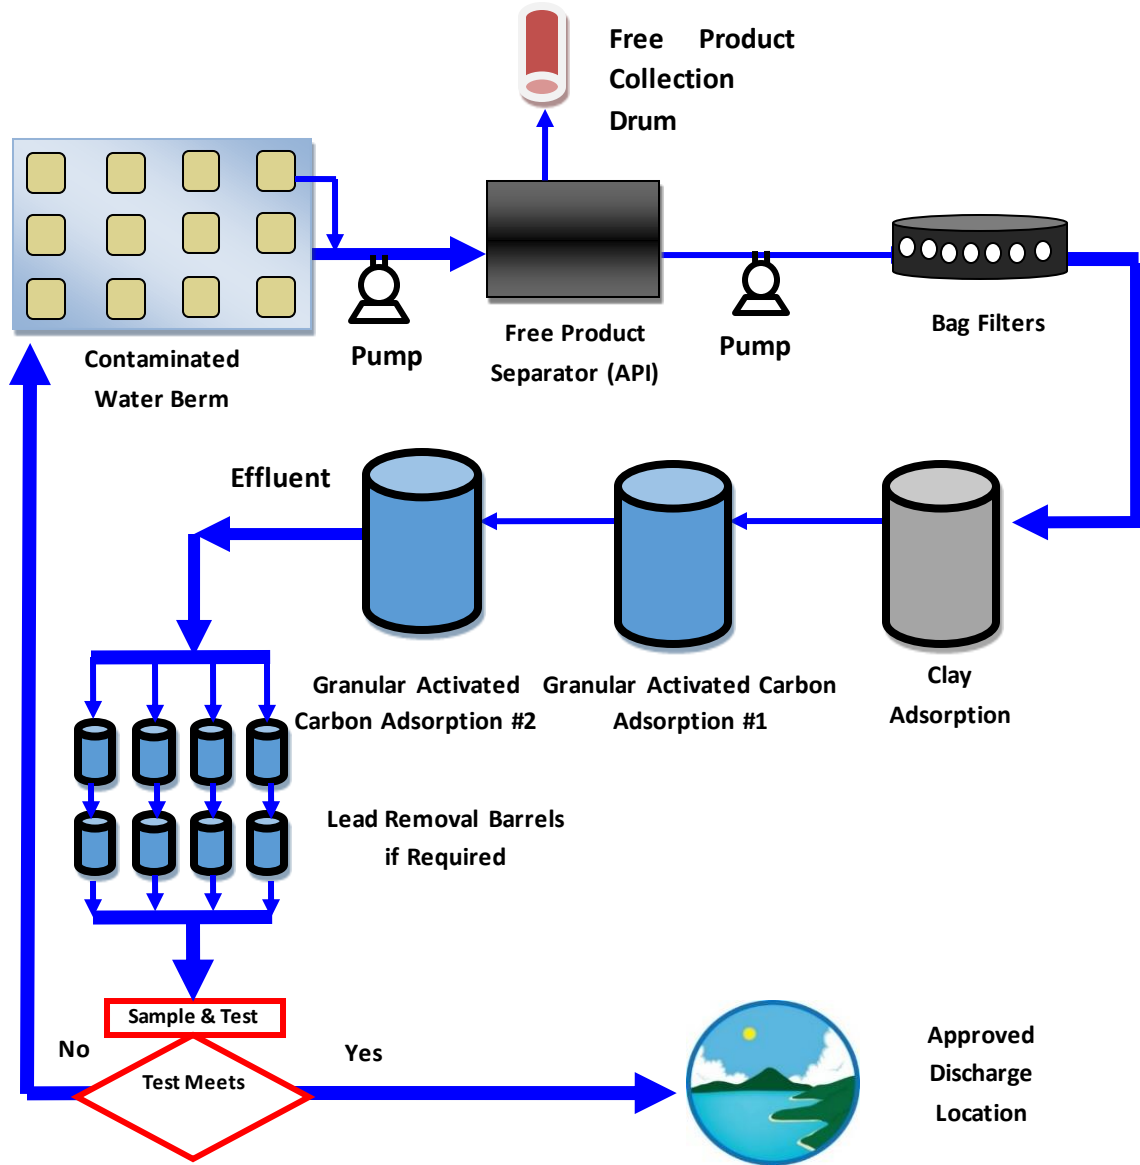 Free Product
Collection
Drum
Contaminated
Water Berm
Pump
Free Product
Separator (API)
Pump
Bag Filters
Effluent
Granular Activated
Carbon Adsorption #2
Granular Activated Carbon
Adsorption #1
Clay
Adsorption
Lead Removal Barrels
if Required
Sample & Test
No
Yes
Test Meets
Approved
Discharge
Location